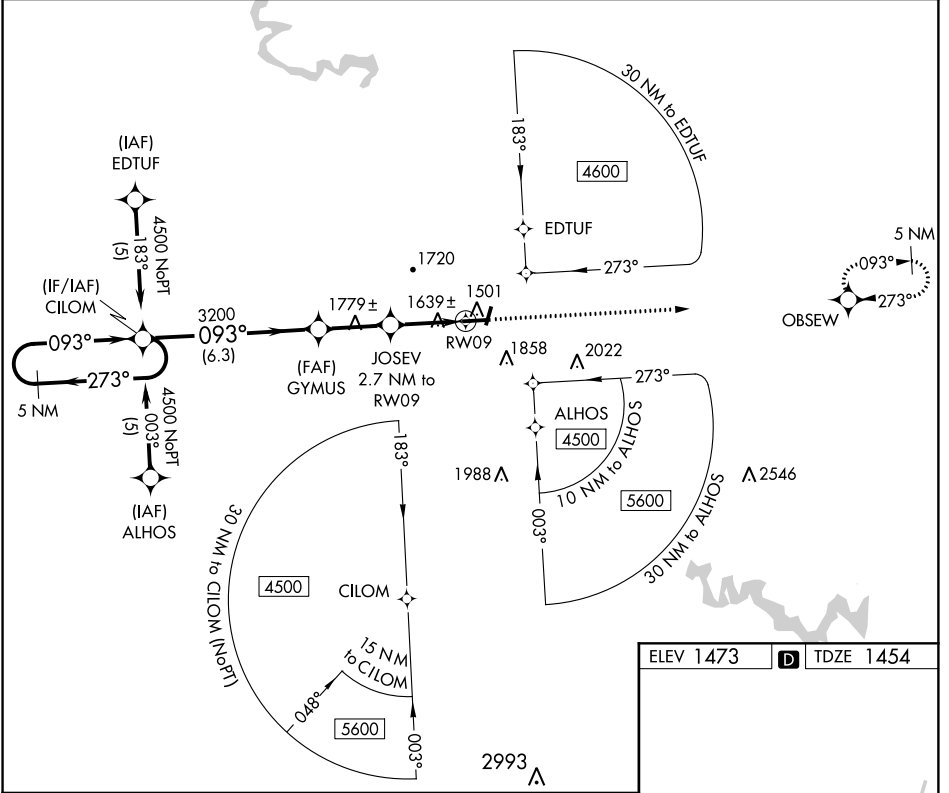 30 NM to EDTUF
183°
4600
EDTUF
273°
(IAF)
EDTUF
4500 NoPT
183°
(5)
5 NM
093°
273°
OBSEW
1720
(IF/IAF)
CILOM
3200
093°
(6.3)
1779±
1639±
1501
RW09
093°
273°
5 NM
(FAF)
GYMUS
JOSEV
2.7 NM to
RW09
1858
2022
4500 NoPT
003°
(5)
(IAF)
ALHOS
273°
ALHOS
4500
10 NM to ALHOS
1988
2546
5600
003°
30 NM to ALHOS
183°
30 NM to CILOM (NoPT)
4500
CILOM
15 NM
to CILOM
048°
5600
003°
2993
ELEV 1473 D TDZE 1454